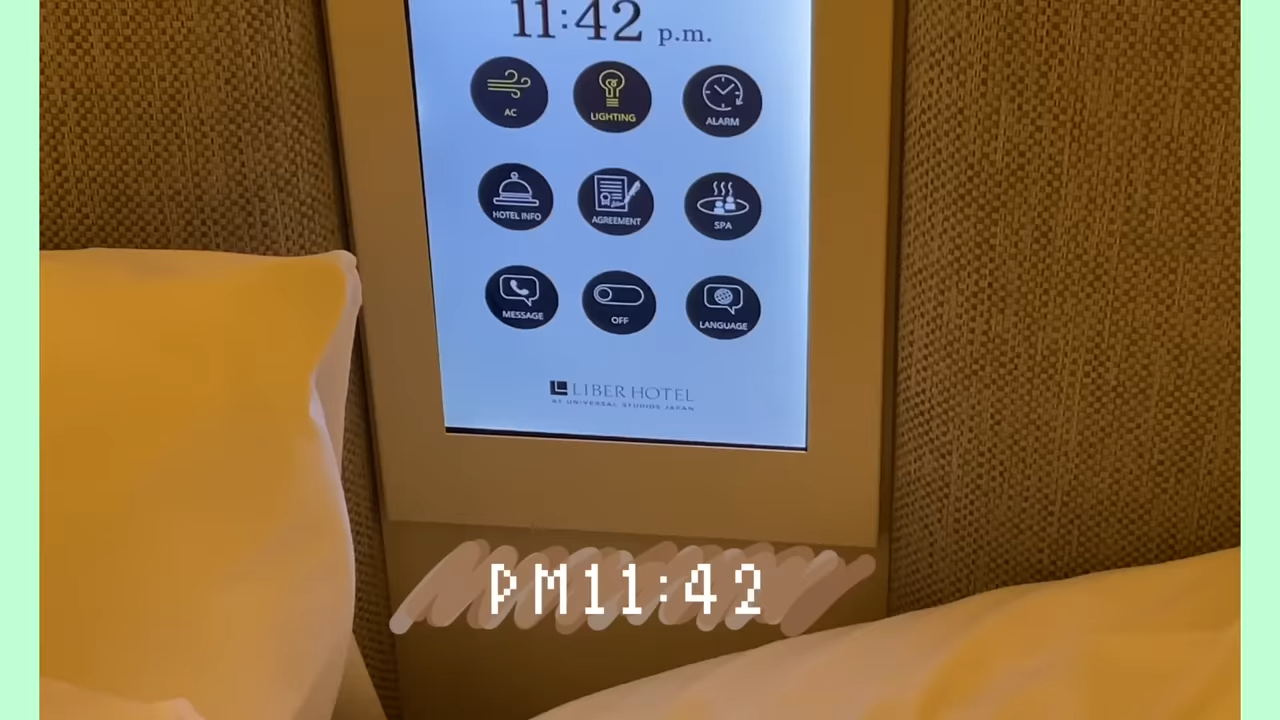 11:42 p.m.
AC
LIGHTING
ALARM
HOTEL INFO
AGREEMENT
SPA
MESSAGE
OFF
LANGUAGE
LIBER HOTEL
AT UNIVERSAL STUDIOS JAPAN
PM11:42